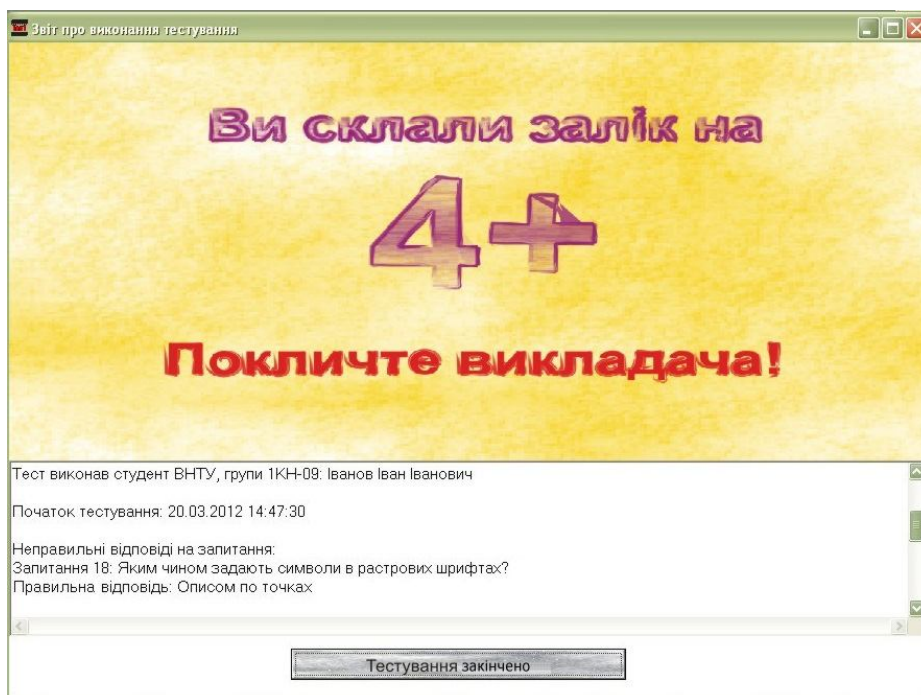 Звіт про виконання тестування
Ви склали залік на
4+
Покличте викладача!
Тест виконав студент ВНТУ, групи 1КН-09: Іванов Іван Іванович
Початок тестування: 20.03.2012 14:47:30
Неправильні відповіді на запитання:
Запитання 18: Яким чином задають символи в растрових шрифтах?
Правильна відповідь: Описом по точках
Тестування закінчено